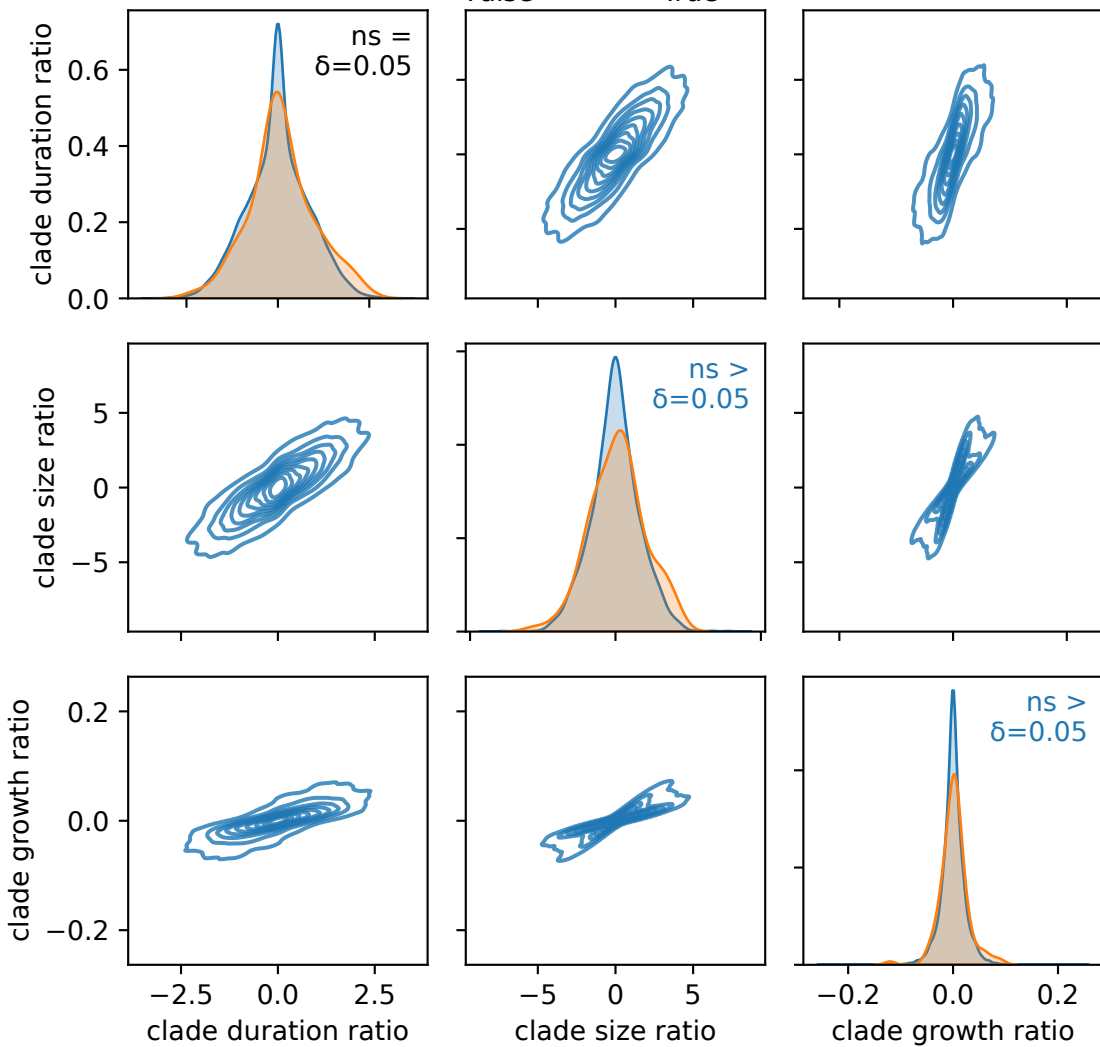 clade duration ratio
0.6
0.4
0.2
0.0
ns =
δ=0.05
clade size ratio
5
0
−5
ns >
δ=0.05
clade growth ratio
0.2
0.0
−0.2
ns >
δ=0.05
−2.5 0.0 2.5
−5 0 5
−0.2 0.0 0.2
clade duration ratio
clade size ratio
clade growth ratio